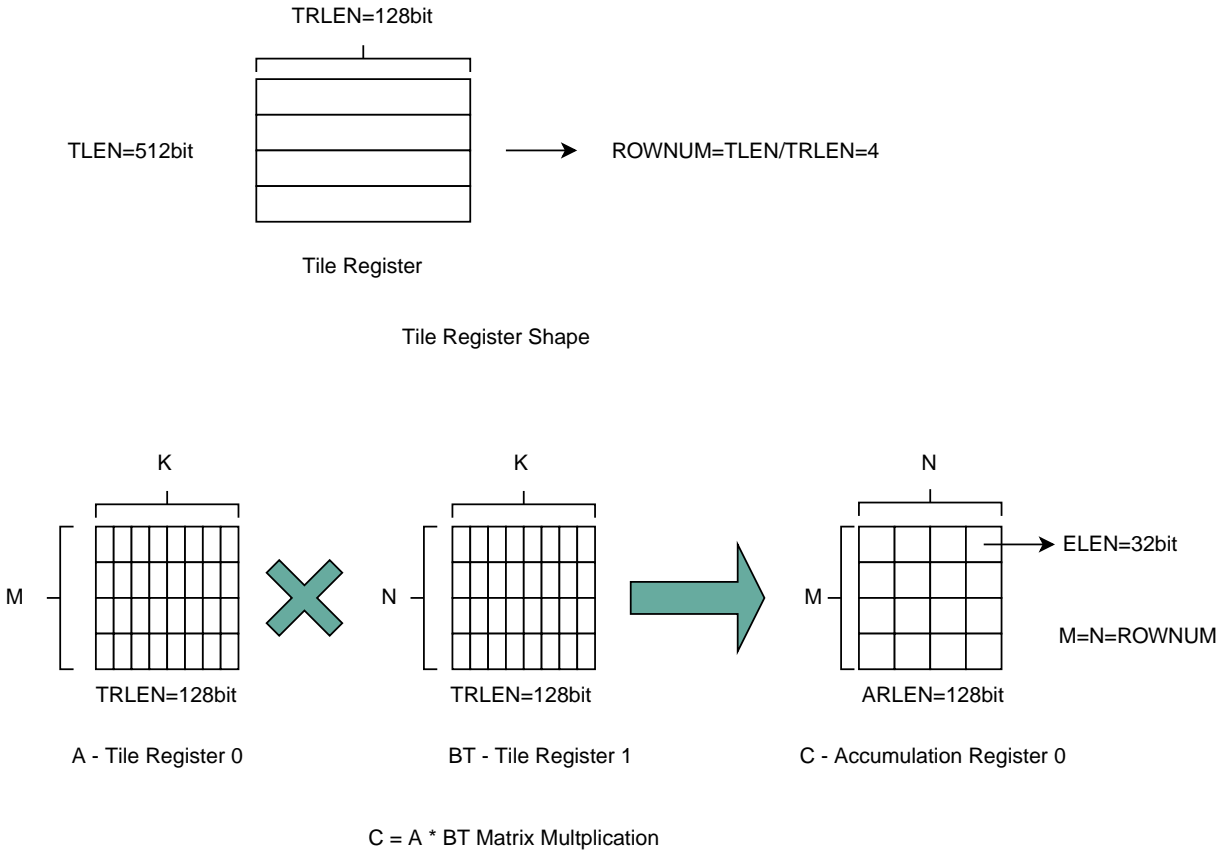 TRLEN=128bit
TLEN=512bit
ROWNUM=TLEN/TRLEN=4
Tile Register
Tile Register Shape
K
K
N
ELEN=32bit
M
N
M
M=N=ROWNUM
TRLEN=128bit
TRLEN=128bit
ARLEN=128bit
A - Tile Register 0
BT - Tile Register 1
C - Accumulation Register 0
C = A * BT Matrix Multplication